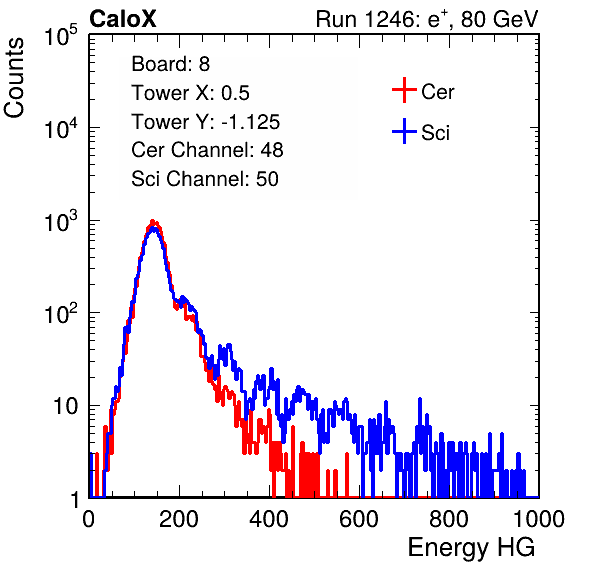 CaloX Run 1246: e⁺, 80 GeV
Counts
Board: 8
Tower X: 0.5
Tower Y: -1.125
Cer Channel: 48
Sci Channel: 50
Cer
Sci
10⁵
10⁴
10³
10²
10
1
0 200 400 600 800 1000
Energy HG